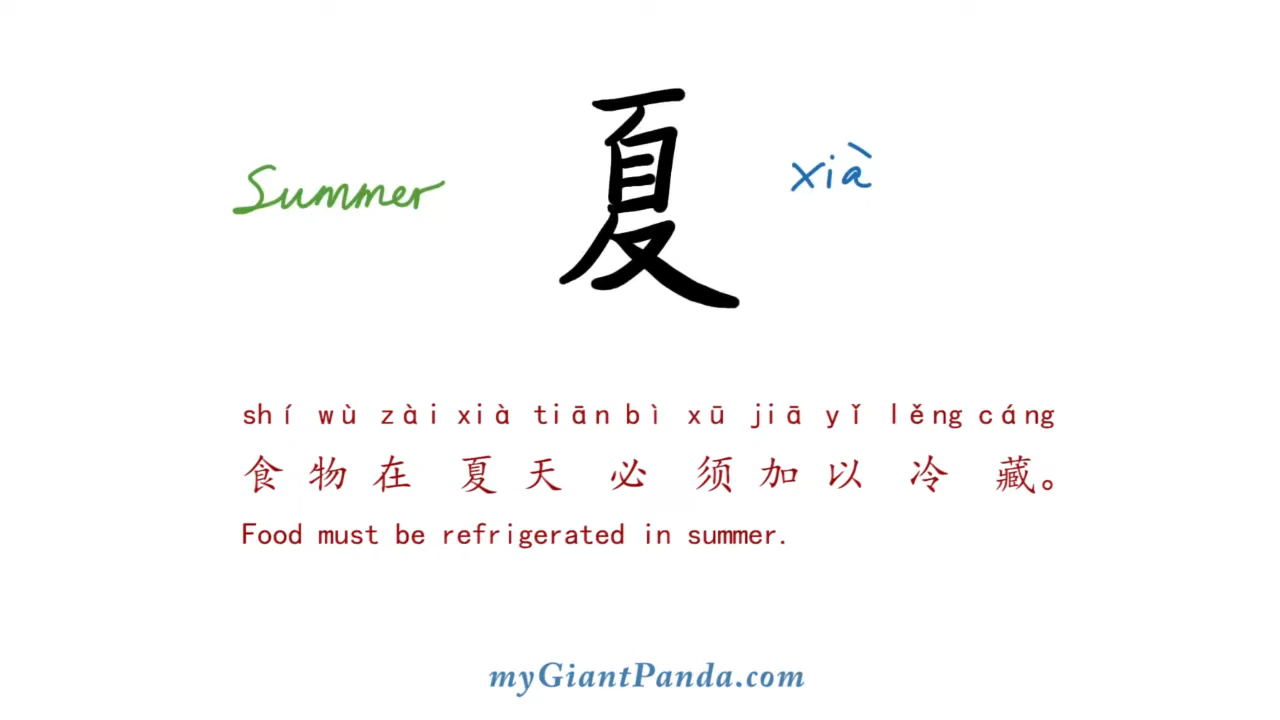 Summer 夏 xià
shí wù zài xià tiān bì xū jiā yǐ lěng cáng
食物在夏天必须加以冷藏。
Food must be refrigerated in summer.
myGiantPanda.com